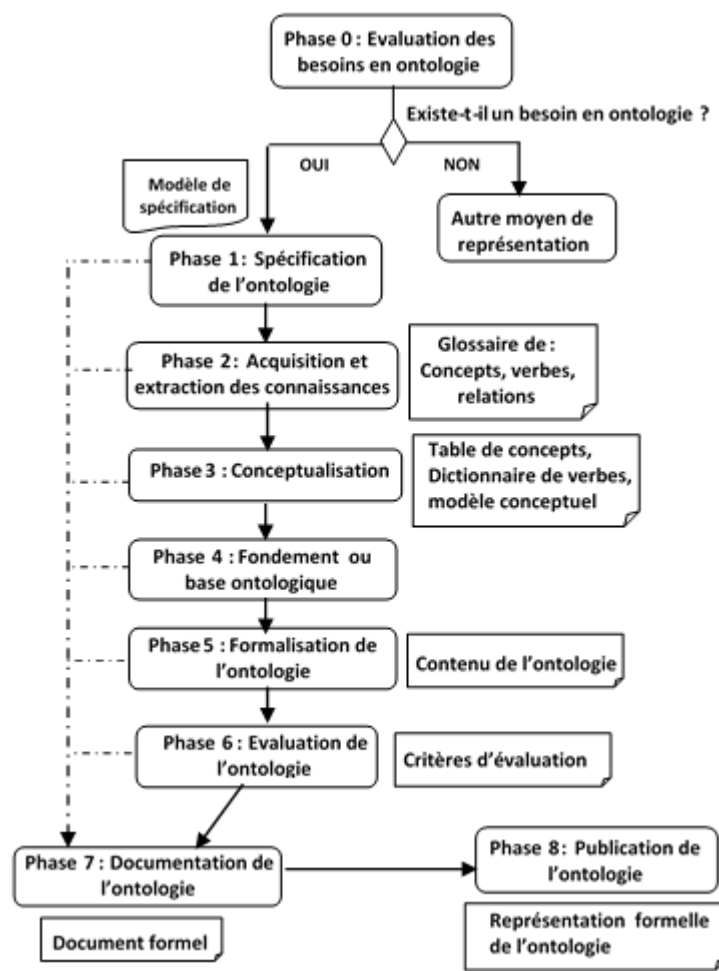 Phase 0 : Evaluation des
besoins en ontologie
Existe-t-il un besoin en ontologie ?
OUI
NON
Modèle de
spécification
Autre moyen de
représentation
Phase 1 : Spécification
de l'ontologie
Phase 2 : Acquisition et
extraction des connaissances
Glossaire de :
Concepts, verbes,
relations
Phase 3 : Conceptualisation
Table de concepts,
Dictionnaire de verbes,
modèle conceptuel
Phase 4 : Fondement ou
base ontologique
Phase 5 : Formalisation de
l'ontologie
Contenu de l'ontologie
Phase 6 : Evaluation de
l'ontologie
Critères d'évaluation
Phase 7 : Documentation de
l'ontologie
Phase 8 : Publication de
l'ontologie
Document formel
Représentation formelle
de l'ontologie